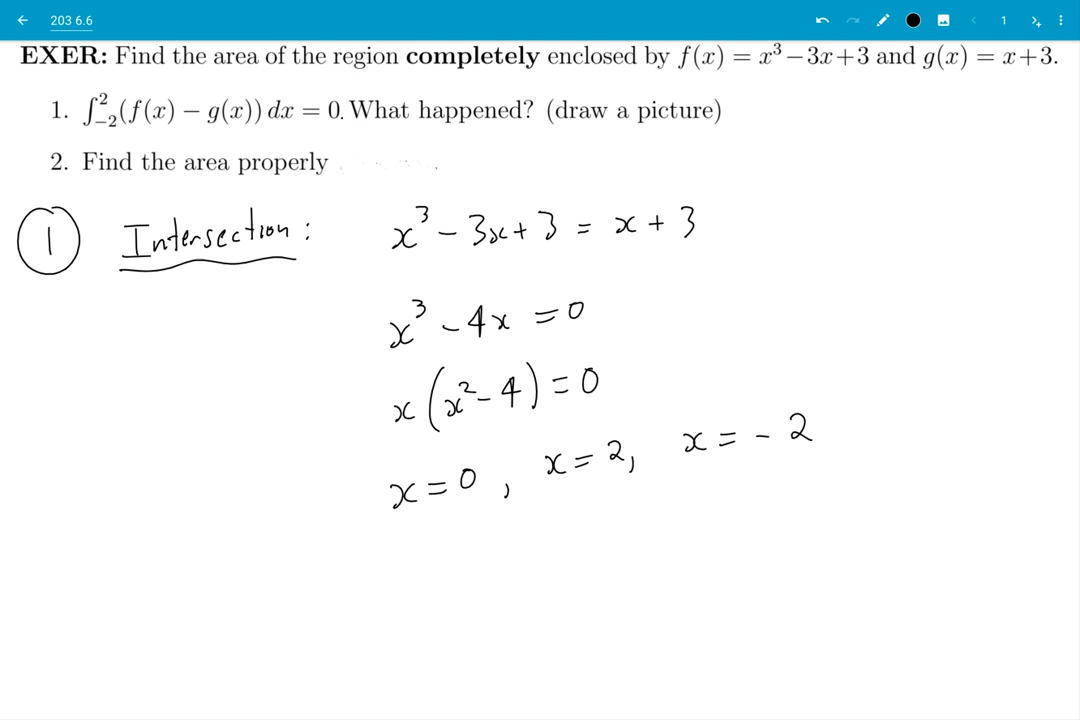 203 6.6
1
EXER: Find the area of the region completely enclosed by f(x) = x³ − 3x + 3 and g(x) = x + 3.
1. ∫₋₂² (f(x) − g(x)) dx = 0. What happened? (draw a picture)
2. Find the area properly
① Intersection: x³ − 3x + 3 = x + 3
x³ − 4x = 0
x(x² − 4) = 0
x = 0, x = 2, x = − 2